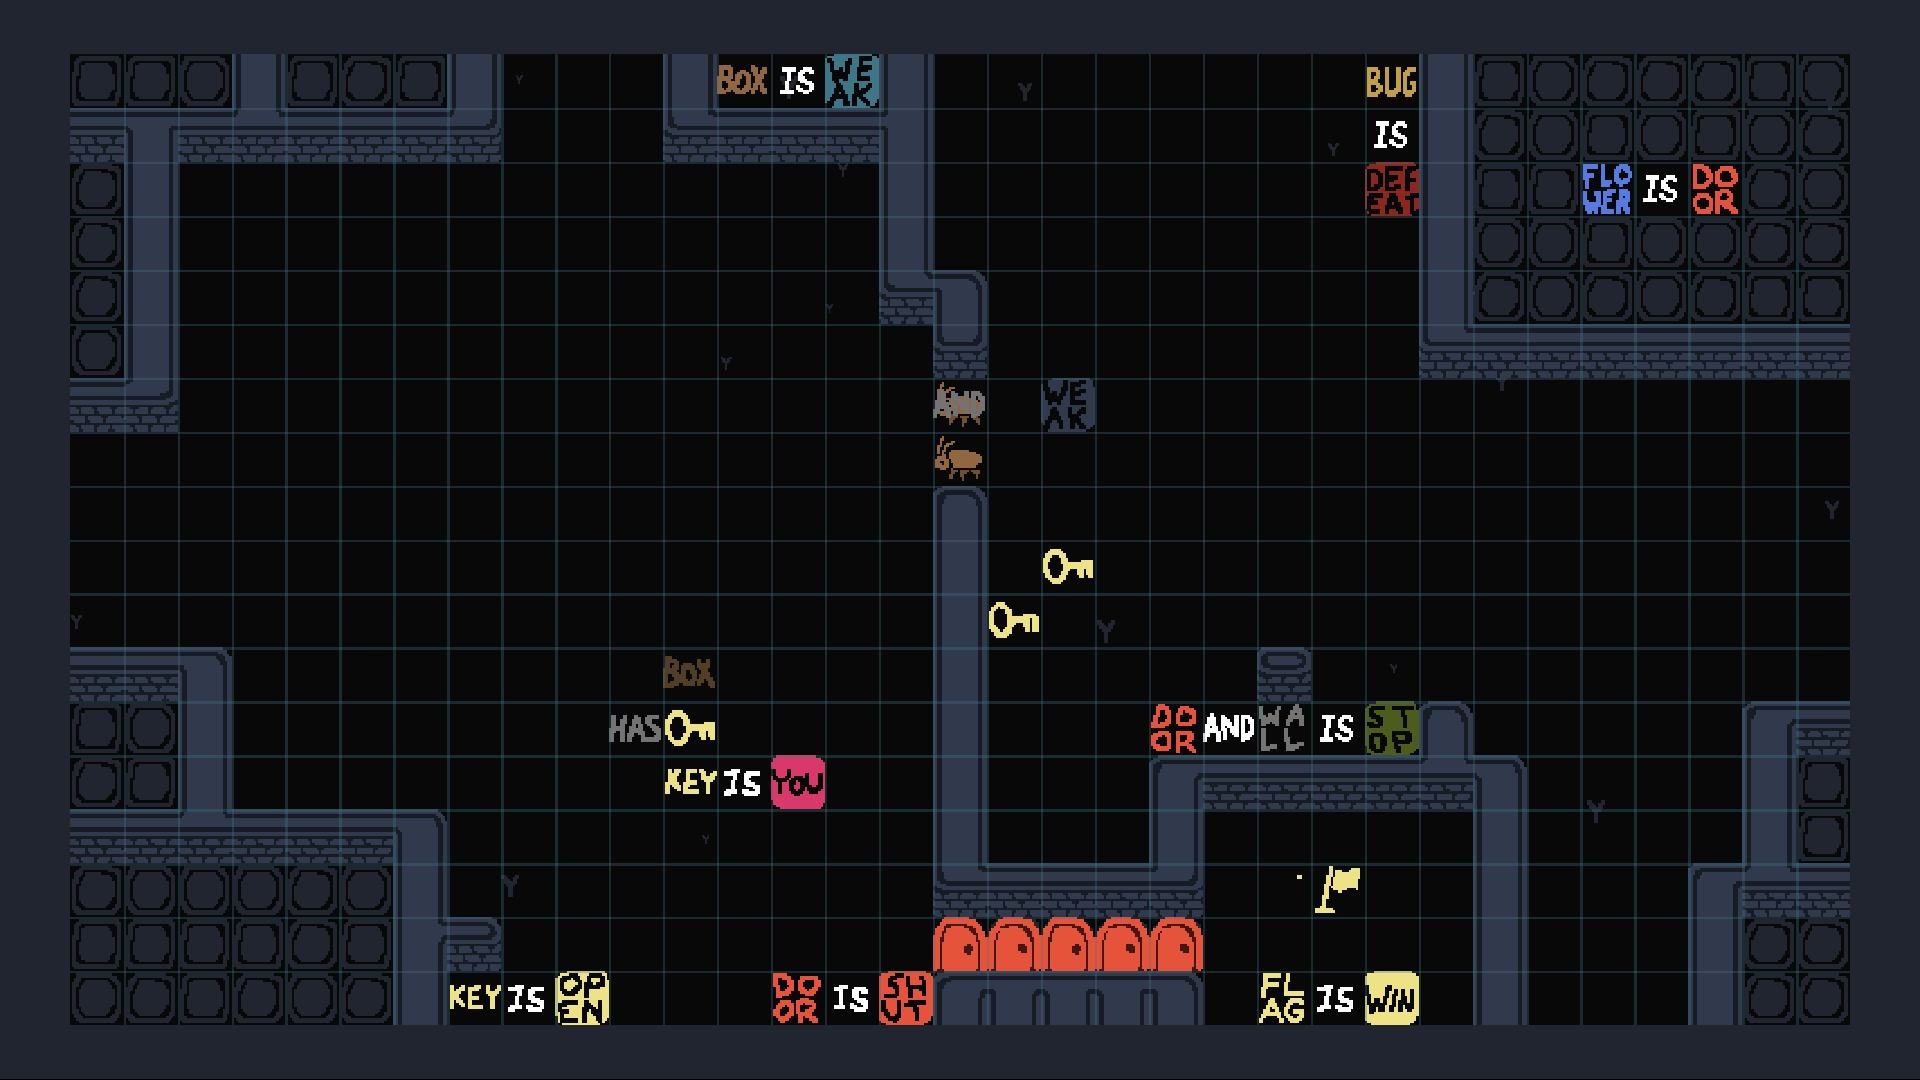 BOX IS WEAK
BUG
IS
DEFEAT
FLOWER IS DOOR
AND WEAK
BOX
HAS
DOOR AND WALL IS STOP
KEY IS YOU
KEY IS OPEN
DOOR IS SHUT
FLAG IS WIN